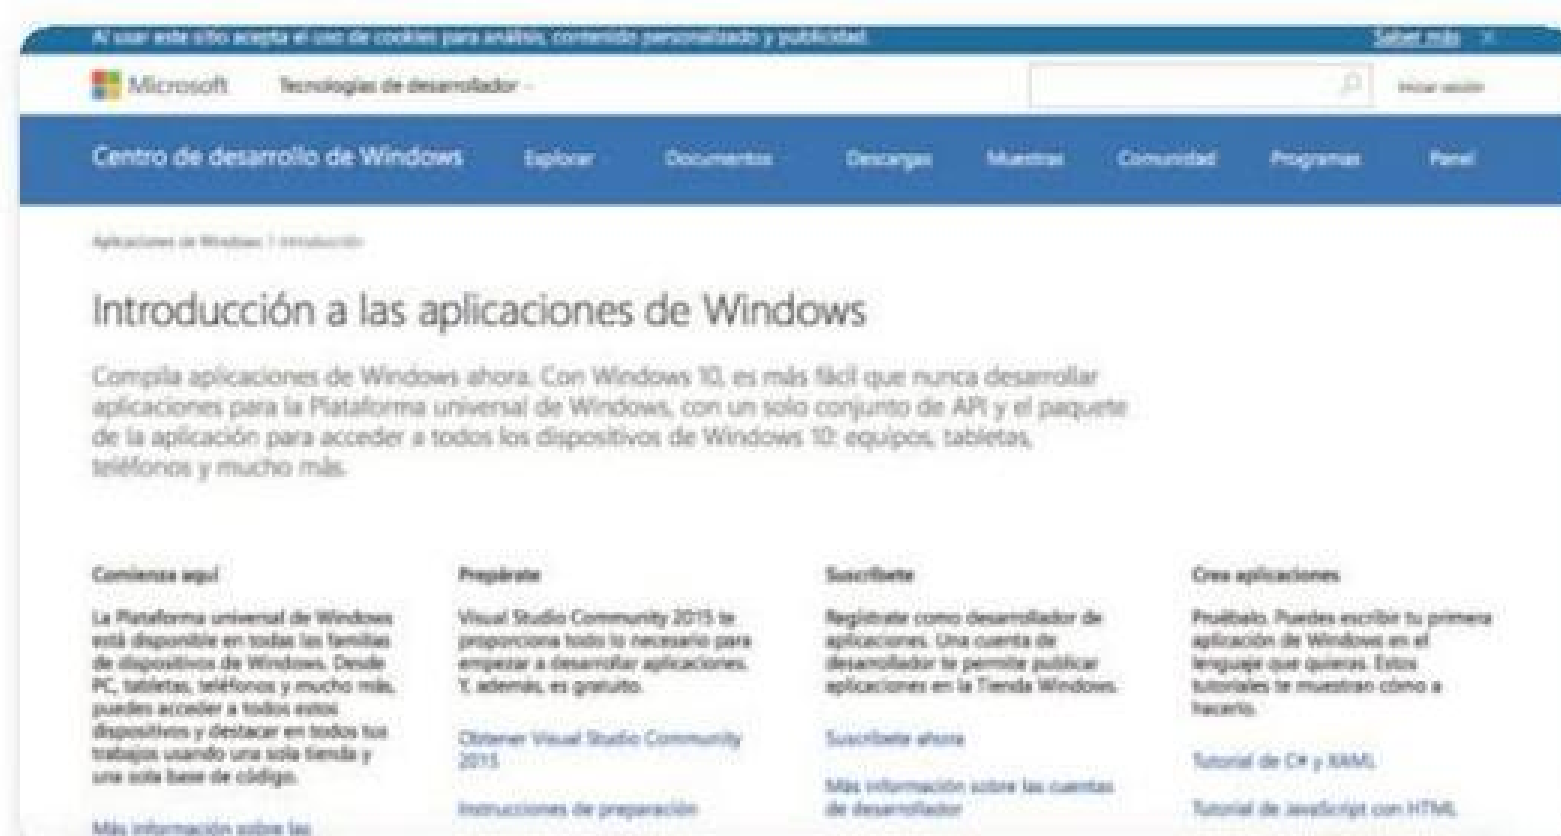 Al usar este sitio acepta el uso de cookies para análisis, contenido personalizado y publicidad.
Saber más
Microsoft
Tecnologías de desarrollador
Iniciar sesión
Centro de desarrollo de Windows
Explorar
Documentos
Descargas
Muestras
Comunidad
Programas
Panel
Aplicaciones de Windows / Introducción
Introducción a las aplicaciones de Windows
Compila aplicaciones de Windows ahora. Con Windows 10, es más fácil que nunca desarrollar
aplicaciones para la Plataforma universal de Windows, con un solo conjunto de API y el paquete
de la aplicación para acceder a todos los dispositivos de Windows 10: equipos, tabletas,
teléfonos y mucho más.
Comienza aquí
La Plataforma universal de Windows
está disponible en todas las familias
de dispositivos de Windows. Desde
PC, tabletas, teléfonos y mucho más,
puedes acceder a todos estos
dispositivos y destacar en todos tus
trabajos usando una sola tienda y
una sola base de código.
Más información sobre las
Prepárate
Visual Studio Community 2015 te
proporciona todo lo necesario para
empezar a desarrollar aplicaciones.
Y, además, es gratuito.
Obtener Visual Studio Community
2015
Instrucciones de preparación
Suscríbete
Regístrate como desarrollador de
aplicaciones. Una cuenta de
desarrollador te permite publicar
aplicaciones en la Tienda Windows.
Suscríbete ahora
Más información sobre las cuentas
de desarrollador
Crea aplicaciones
Pruébalo. Puedes escribir tu primera
aplicación de Windows en el
lenguaje que quieras. Estos
tutoriales te muestran cómo a
hacerlo.
Tutorial de C# y XAML
Tutorial de JavaScript con HTML